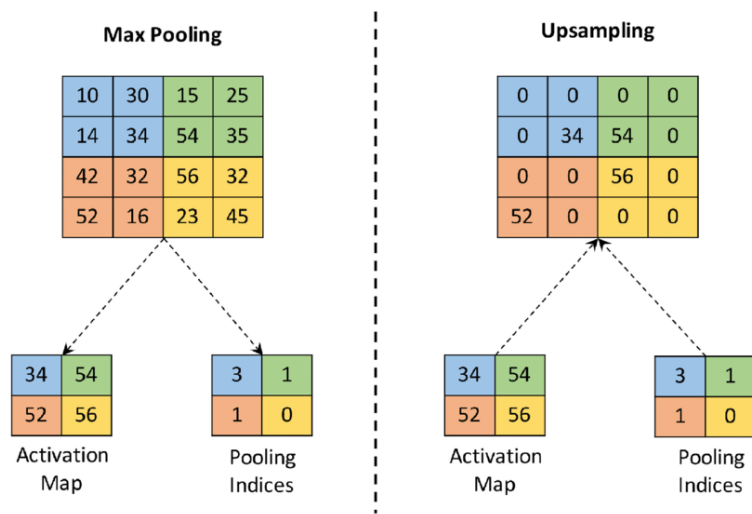 Max Pooling
10 30 15 25
14 34 54 35
42 32 56 32
52 16 23 45
34 54
52 56
Activation
Map
3 1
1 0
Pooling
Indices
Upsampling
0 0 0 0
0 34 54 0
0 0 56 0
52 0 0 0
34 54
52 56
Activation
Map
3 1
1 0
Pooling
Indices